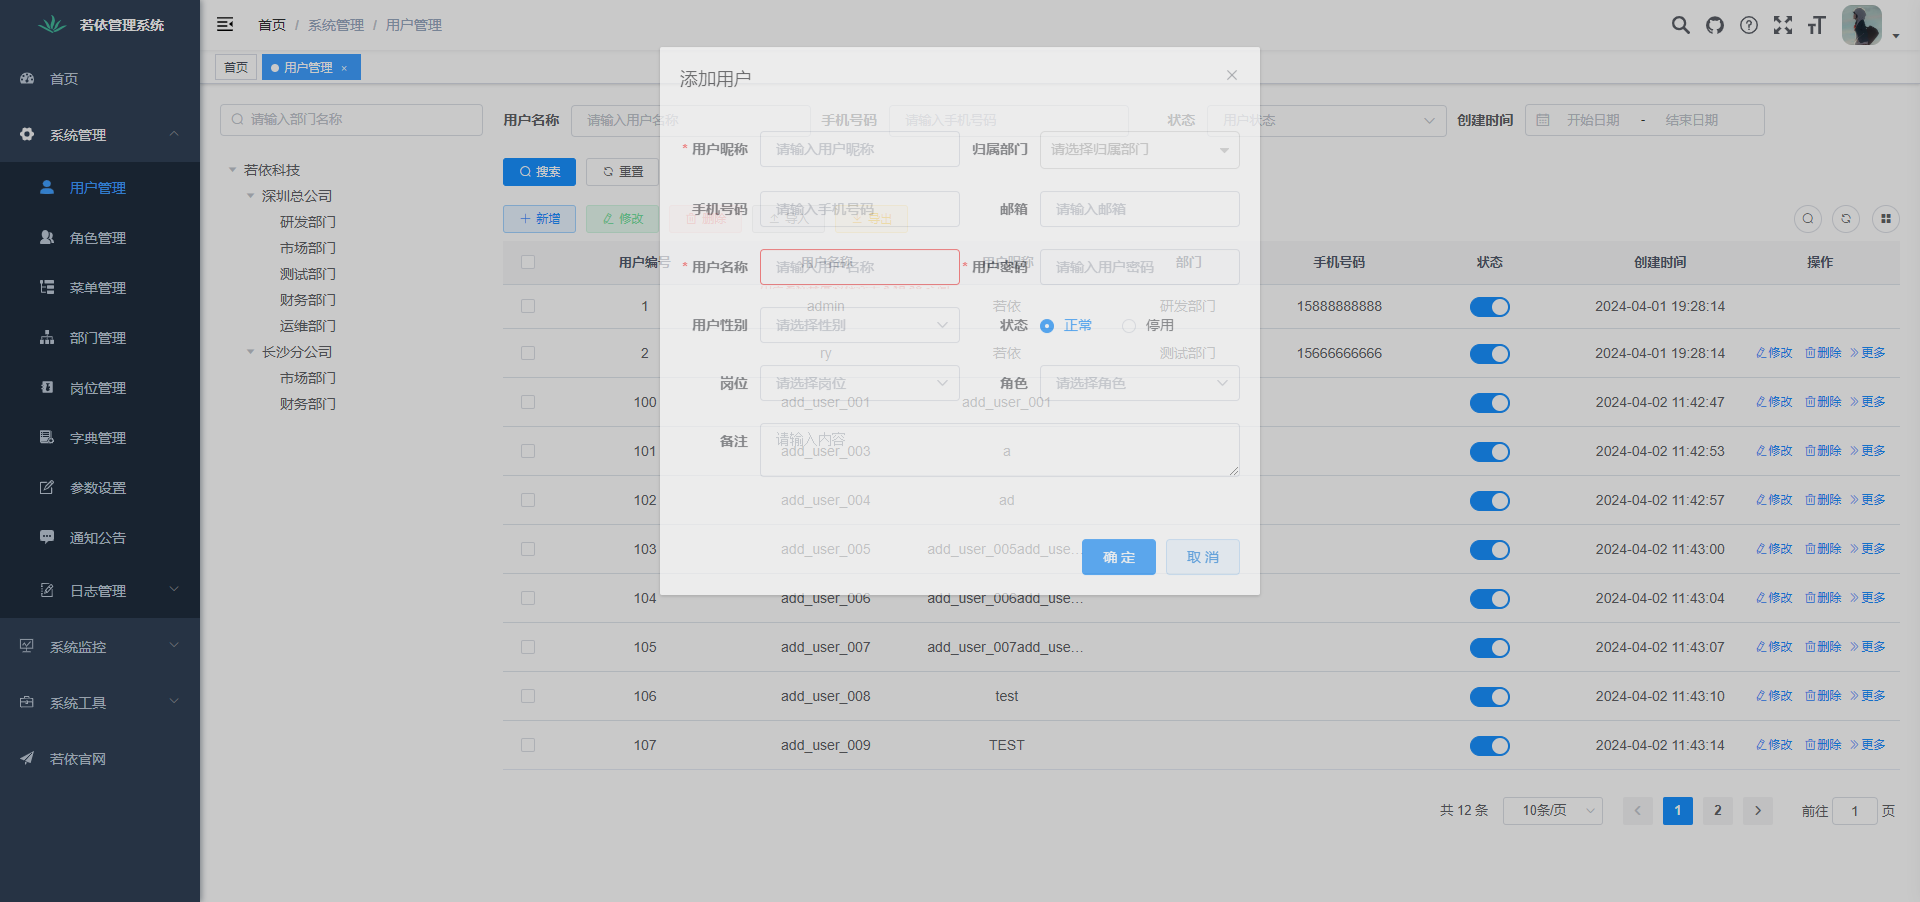 若依管理系统
首页 / 系统管理 / 用户管理
首页
用户管理 ×
首页
系统管理
用户管理
角色管理
菜单管理
部门管理
岗位管理
字典管理
参数设置
通知公告
日志管理
系统监控
系统工具
若依官网
请输入部门名称
若依科技
深圳总公司
研发部门
市场部门
测试部门
财务部门
运维部门
长沙分公司
市场部门
财务部门
用户名称 请输入用户名称 手机号码 请输入手机号码 状态 用户状态 创建时间 开始日期 - 结束日期
搜索 重置
新增 修改 删除 导入 导出
用户编号 用户名称 用户昵称 部门 手机号码 状态 创建时间 操作
1 admin 若依 研发部门 15888888888 2024-04-01 19:28:14
2 ry 若依 测试部门 15666666666 2024-04-01 19:28:14 修改 删除 更多
100 add_user_001 add_user_001 2024-04-02 11:42:47 修改 删除 更多
101 add_user_003 a 2024-04-02 11:42:53 修改 删除 更多
102 add_user_004 ad 2024-04-02 11:42:57 修改 删除 更多
103 add_user_005 add_user_005add_use... 2024-04-02 11:43:00 修改 删除 更多
104 add_user_006 add_user_006add_use... 2024-04-02 11:43:04 修改 删除 更多
105 add_user_007 add_user_007add_use... 2024-04-02 11:43:07 修改 删除 更多
106 add_user_008 test 2024-04-02 11:43:10 修改 删除 更多
107 add_user_009 TEST 2024-04-02 11:43:14 修改 删除 更多
共 12 条 10条/页 1 2 前往 1 页
添加用户
* 用户昵称 请输入用户昵称 归属部门 请选择归属部门
手机号码 请输入手机号码 邮箱 请输入邮箱
* 用户名称 请输入用户名称 * 用户密码 请输入用户密码
用户性别 请选择性别 状态 正常 停用
岗位 请选择岗位 角色 请选择角色
备注 请输入内容
确 定 取 消